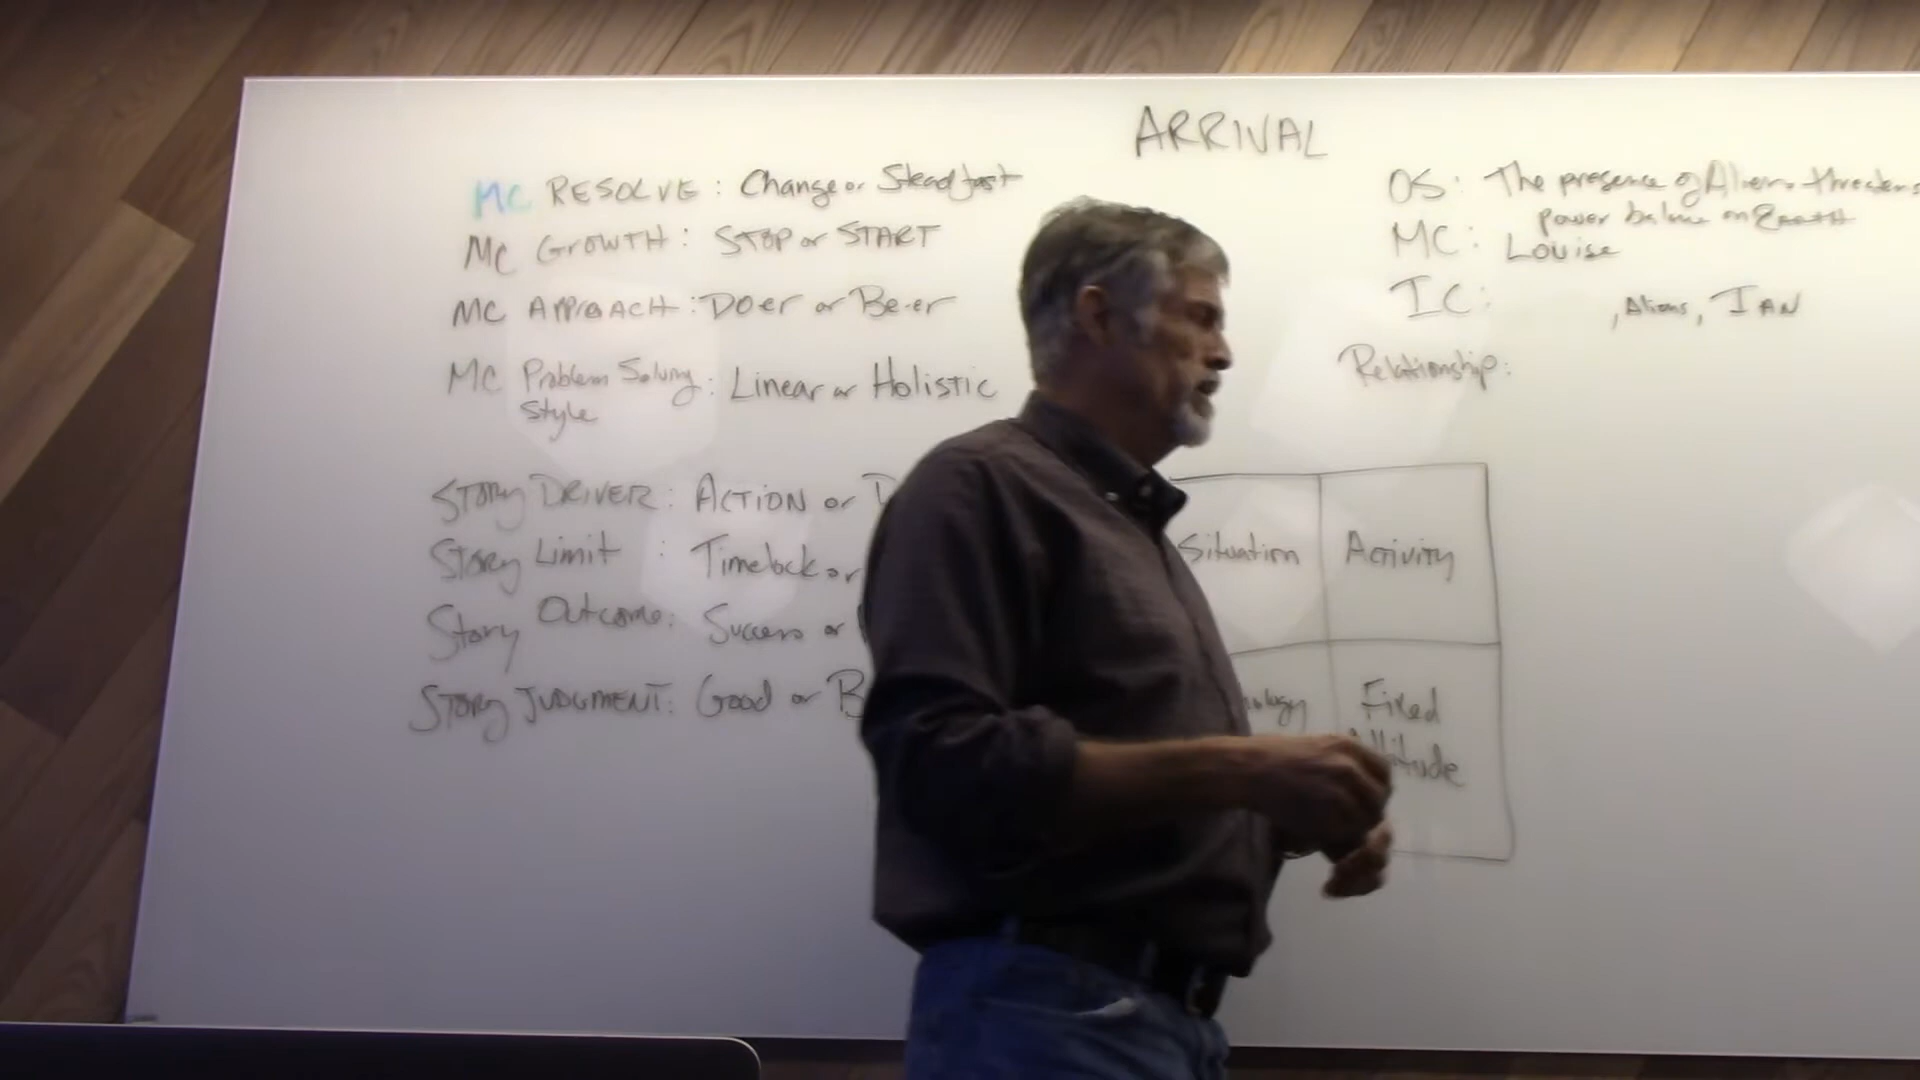 ARRIVAL
MC RESOLVE: Change or Steadfast
MC GROWTH: STOP or START
MC APPROACH: DOer or Be-er
MC Problem Solving: Linear or Holistic
Style
STORY DRIVER: ACTION or D
STORY Limit : Timelock or
Story Outcome: Success or
STORY JUDGMENT: Good or B
OS: The presence of Aliens threatens
power balance on Earth
MC: Louise
IC: , Aliens, IAN
Relationship:
Situation
Activity
ology
Fixed
Attitude